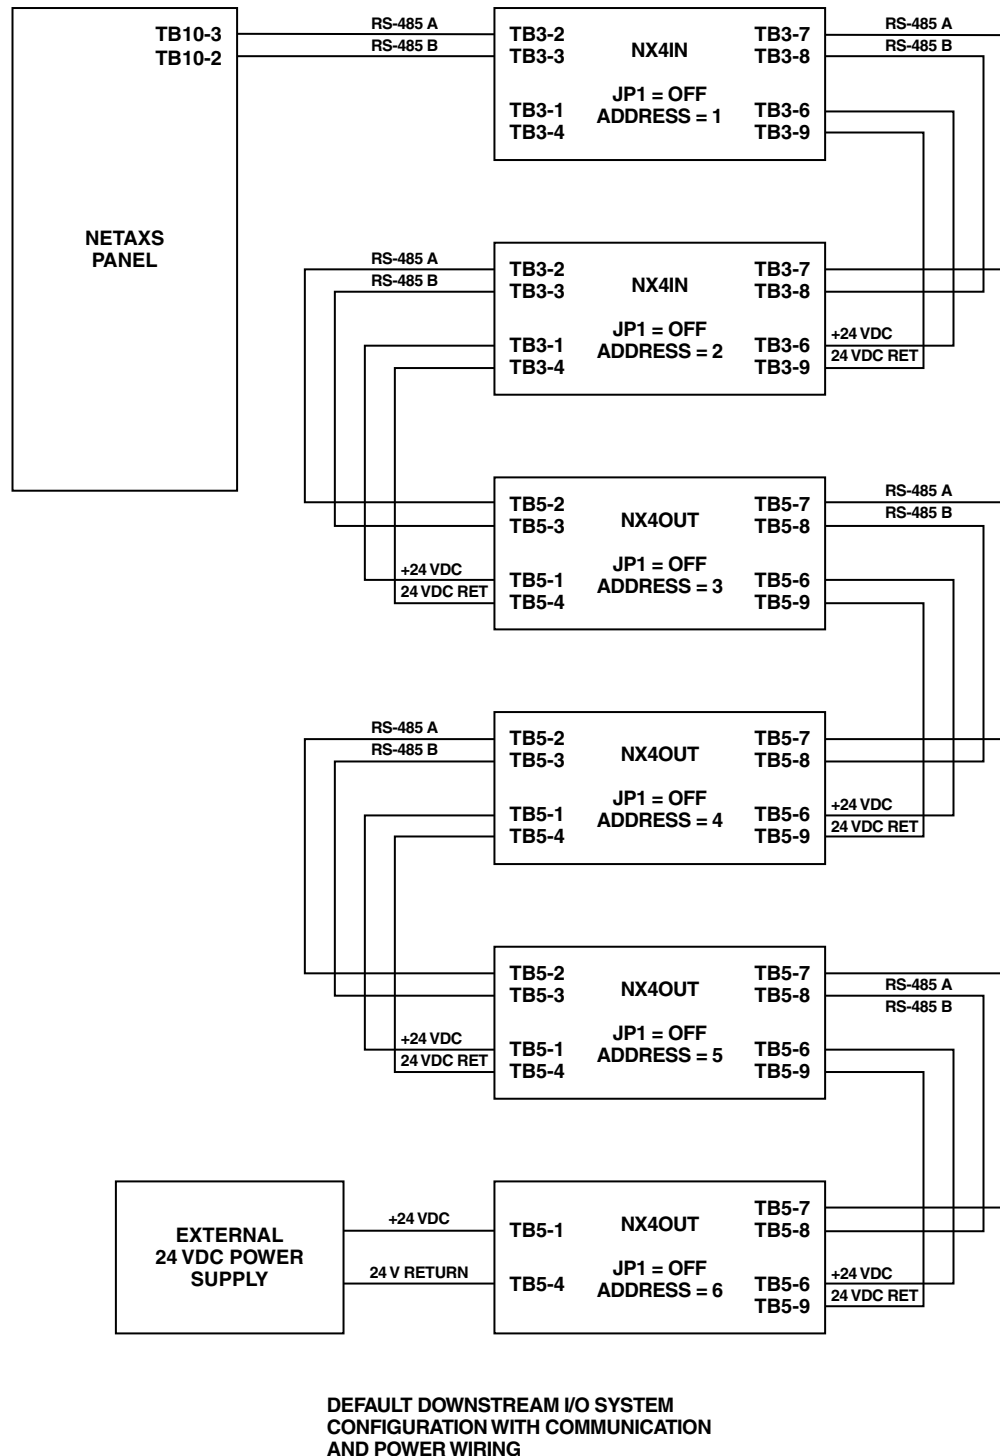 TB10-3
TB10-2
NETAXS
PANEL
RS-485 A
RS-485 B
TB3-2
TB3-3
NX4IN
JP1 = OFF
ADDRESS = 1
TB3-1
TB3-4
TB3-7
TB3-8
TB3-6
TB3-9
RS-485 A
RS-485 B
RS-485 A
RS-485 B
TB3-2
TB3-3
NX4IN
JP1 = OFF
ADDRESS = 2
TB3-1
TB3-4
TB3-7
TB3-8
TB3-6
TB3-9
+24 VDC
24 VDC RET
TB5-2
TB5-3
NX4OUT
JP1 = OFF
ADDRESS = 3
+24 VDC
24 VDC RET
TB5-1
TB5-4
TB5-7
TB5-8
TB5-6
TB5-9
RS-485 A
RS-485 B
RS-485 A
RS-485 B
TB5-2
TB5-3
NX4OUT
JP1 = OFF
ADDRESS = 4
TB5-1
TB5-4
TB5-7
TB5-8
TB5-6
TB5-9
+24 VDC
24 VDC RET
TB5-2
TB5-3
NX4OUT
JP1 = OFF
ADDRESS = 5
+24 VDC
24 VDC RET
TB5-1
TB5-4
TB5-7
TB5-8
TB5-6
TB5-9
RS-485 A
RS-485 B
EXTERNAL
24 VDC POWER
SUPPLY
+24 VDC
24 V RETURN
TB5-1
TB5-4
NX4OUT
JP1 = OFF
ADDRESS = 6
TB5-7
TB5-8
TB5-6
TB5-9
+24 VDC
24 VDC RET
DEFAULT DOWNSTREAM I/O SYSTEM
CONFIGURATION WITH COMMUNICATION
AND POWER WIRING